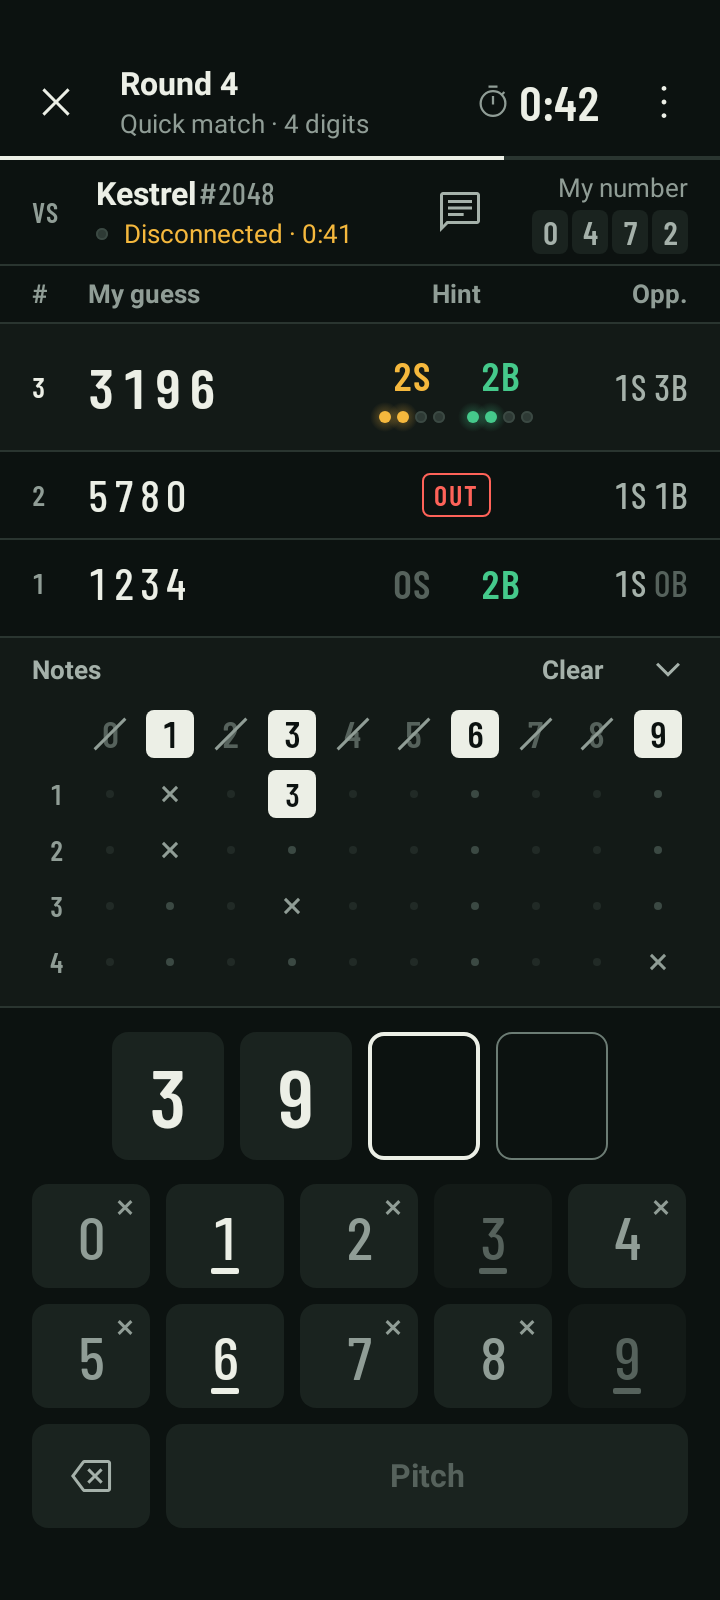 Round 4
Quick match · 4 digits
0:42
VS
Kestrel #2048
Disconnected · 0:41
My number
0 4 7 2
# My guess Hint Opp.
3 3196 2S 2B 1S 3B
2 5780 OUT 1S 1B
1 1234 0S 2B 1S 0B
Notes Clear
0 1 2 3 4 5 6 7 8 9
1 × 3
2 ×
3 ×
4 ×
3 9
0 × 1 2 × 3 4 ×
5 × 6 7 × 8 × 9
Pitch